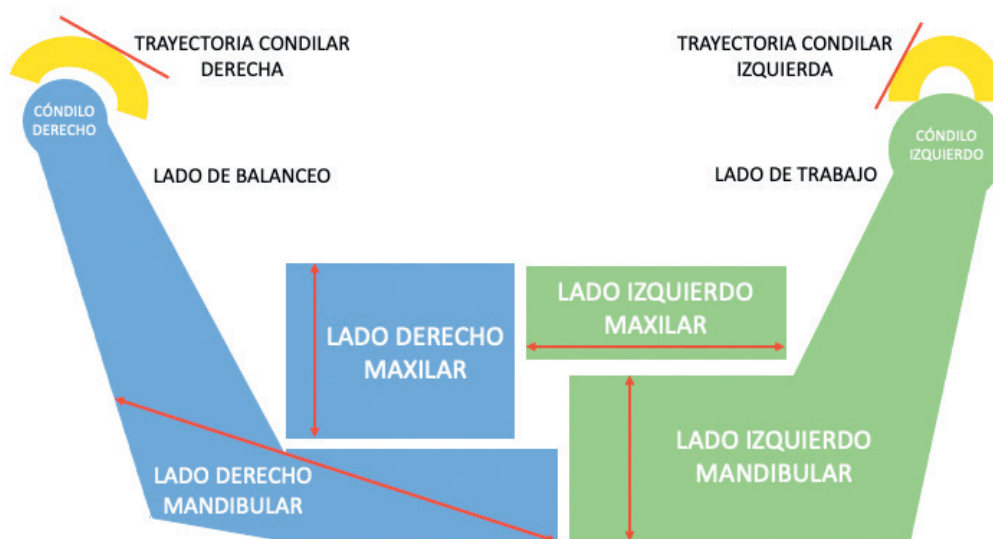 TRAYECTORIA CONDILAR
DERECHA
TRAYECTORIA CONDILAR
IZQUIERDA
CÓNDILO
DERECHO
CÓNDILO
IZQUIERDO
LADO DE BALANCEO
LADO DE TRABAJO
LADO DERECHO
MAXILAR
LADO IZQUIERDO
MAXILAR
LADO DERECHO
MANDIBULAR
LADO IZQUIERDO
MANDIBULAR